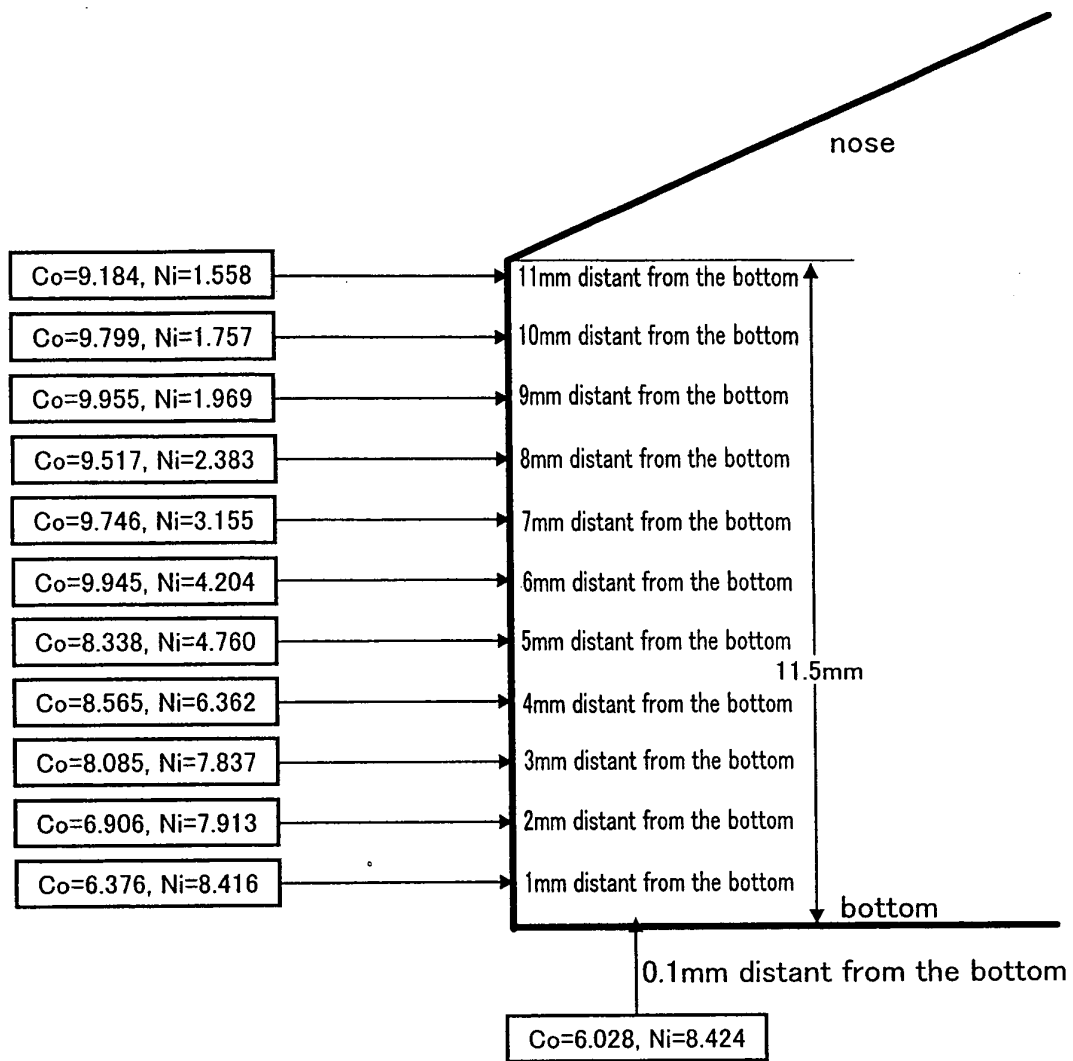 nose
Co=9.184, Ni=1.558
11mm distant from the bottom
Co=9.799, Ni=1.757
10mm distant from the bottom
Co=9.955, Ni=1.969
9mm distant from the bottom
Co=9.517, Ni=2.383
8mm distant from the bottom
Co=9.746, Ni=3.155
7mm distant from the bottom
Co=9.945, Ni=4.204
6mm distant from the bottom
Co=8.338, Ni=4.760
5mm distant from the bottom
11.5mm
Co=8.565, Ni=6.362
4mm distant from the bottom
Co=8.085, Ni=7.837
3mm distant from the bottom
Co=6.906, Ni=7.913
2mm distant from the bottom
Co=6.376, Ni=8.416
1mm distant from the bottom
bottom
0.1mm distant from the bottom
Co=6.028, Ni=8.424